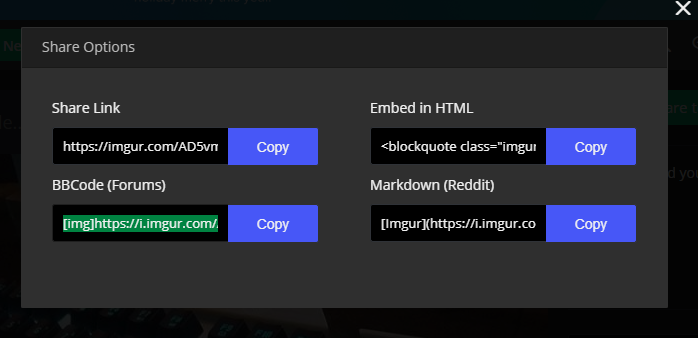 Share Options
Share Link
https://imgur.com/AD5vm
Copy
Embed in HTML
<blockquote class="imgur
Copy
BBCode (Forums)
[img]https://i.imgur.com/
Copy
Markdown (Reddit)
[Imgur](https://i.imgur.co
Copy